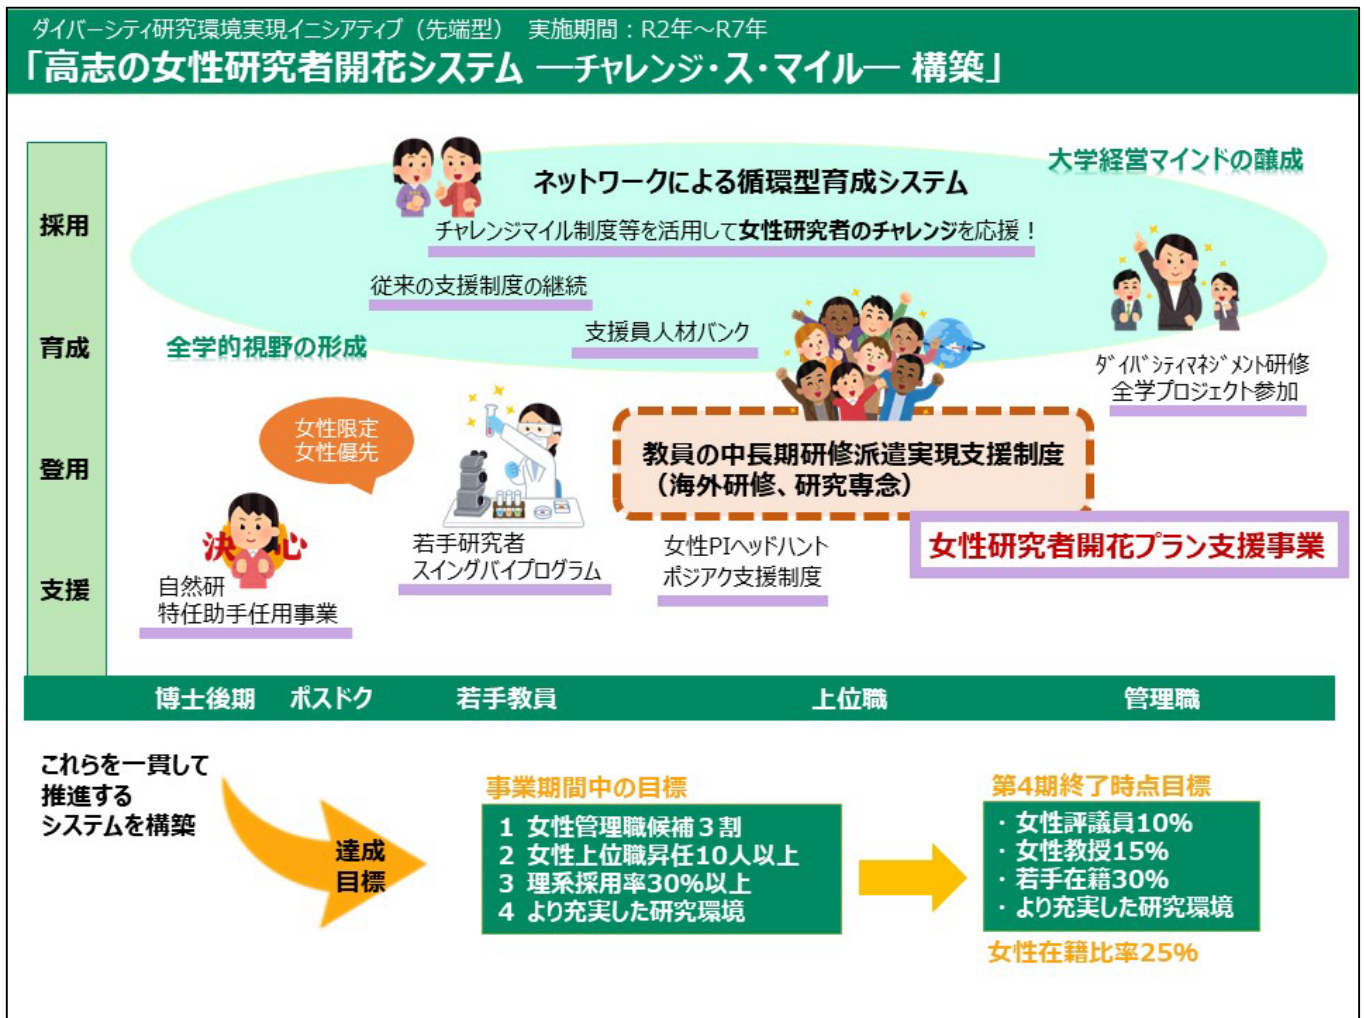 ダイバーシティ研究環境実現イニシアティブ（先端型）　実施期間：R2年～R7年
「高志の女性研究者開花システム ―チャレンジ・ス・マイル― 構築」
大学経営マインドの醸成
ネットワークによる循環型育成システム
チャレンジマイル制度等を活用して女性研究者のチャレンジを応援！
採用
従来の支援制度の継続
支援員人材バンク
育成
全学的視野の形成
ﾀﾞｲﾊﾞｼﾃｨﾏﾈｼﾞﾒﾝﾄ研修
全学プロジェクト参加
女性限定
女性優先
登用
教員の中長期研修派遣実現支援制度
（海外研修、研究専念）
決心
自然研
特任助手任用事業
若手研究者
スイングバイプログラム
女性PIヘッドハント
ポジアク支援制度
女性研究者開花プラン支援事業
支援
博士後期　ポスドク　若手教員　上位職　管理職
これらを一貫して
推進する
システムを構築
達成
目標
事業期間中の目標
1 女性管理職候補３割
2 女性上位職昇任10人以上
3 理系採用率30%以上
4 より充実した研究環境
第4期終了時点目標
・女性評議員10%
・女性教授15%
・若手在籍30%
・より充実した研究環境
女性在籍比率25%